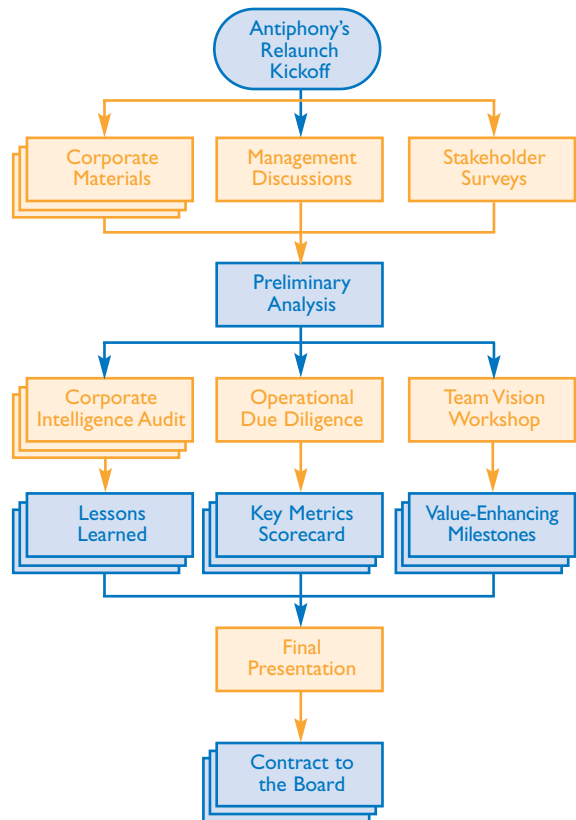 Antiphony's
Relaunch
Kickoff
Corporate
Materials
Management
Discussions
Stakeholder
Surveys
Preliminary
Analysis
Corporate
Intelligence Audit
Operational
Due Diligence
Team Vision
Workshop
Lessons
Learned
Key Metrics
Scorecard
Value-Enhancing
Milestones
Final
Presentation
Contract to
the Board